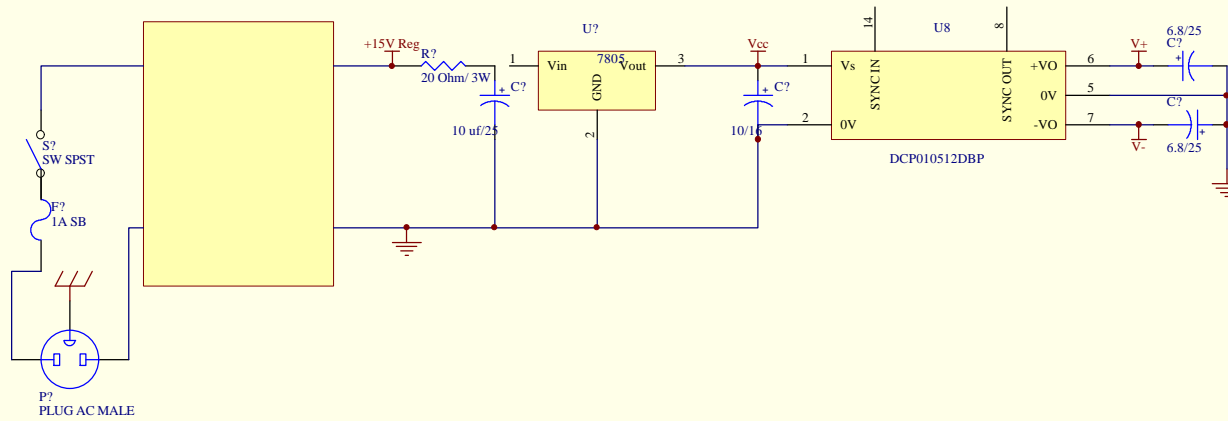 +15V Reg
R?
20 Ohm/ 3W
C?
10 uf/25
U?
7805
1
Vin
Vout
3
GND
2
Vcc
C?
10/16
U8
14
8
1
Vs
SYNC IN
SYNC OUT
+VO
6
0V
5
2
0V
-VO
7
DCP010512DBP
V+
6.8/25
C?
C?
V-
6.8/25
S?
SW SPST
F?
1A SB
P?
PLUG AC MALE